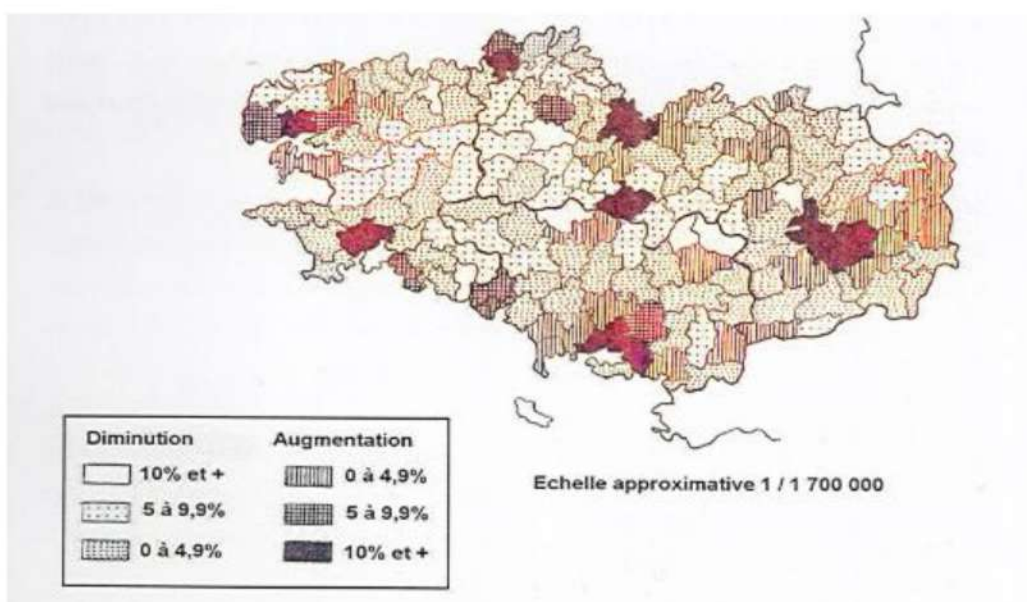 Diminution
Augmentation
10% et +
0 à 4,9%
5 à 9,9%
5 à 9,9%
0 à 4,9%
10% et +
Echelle approximative 1 / 1 700 000